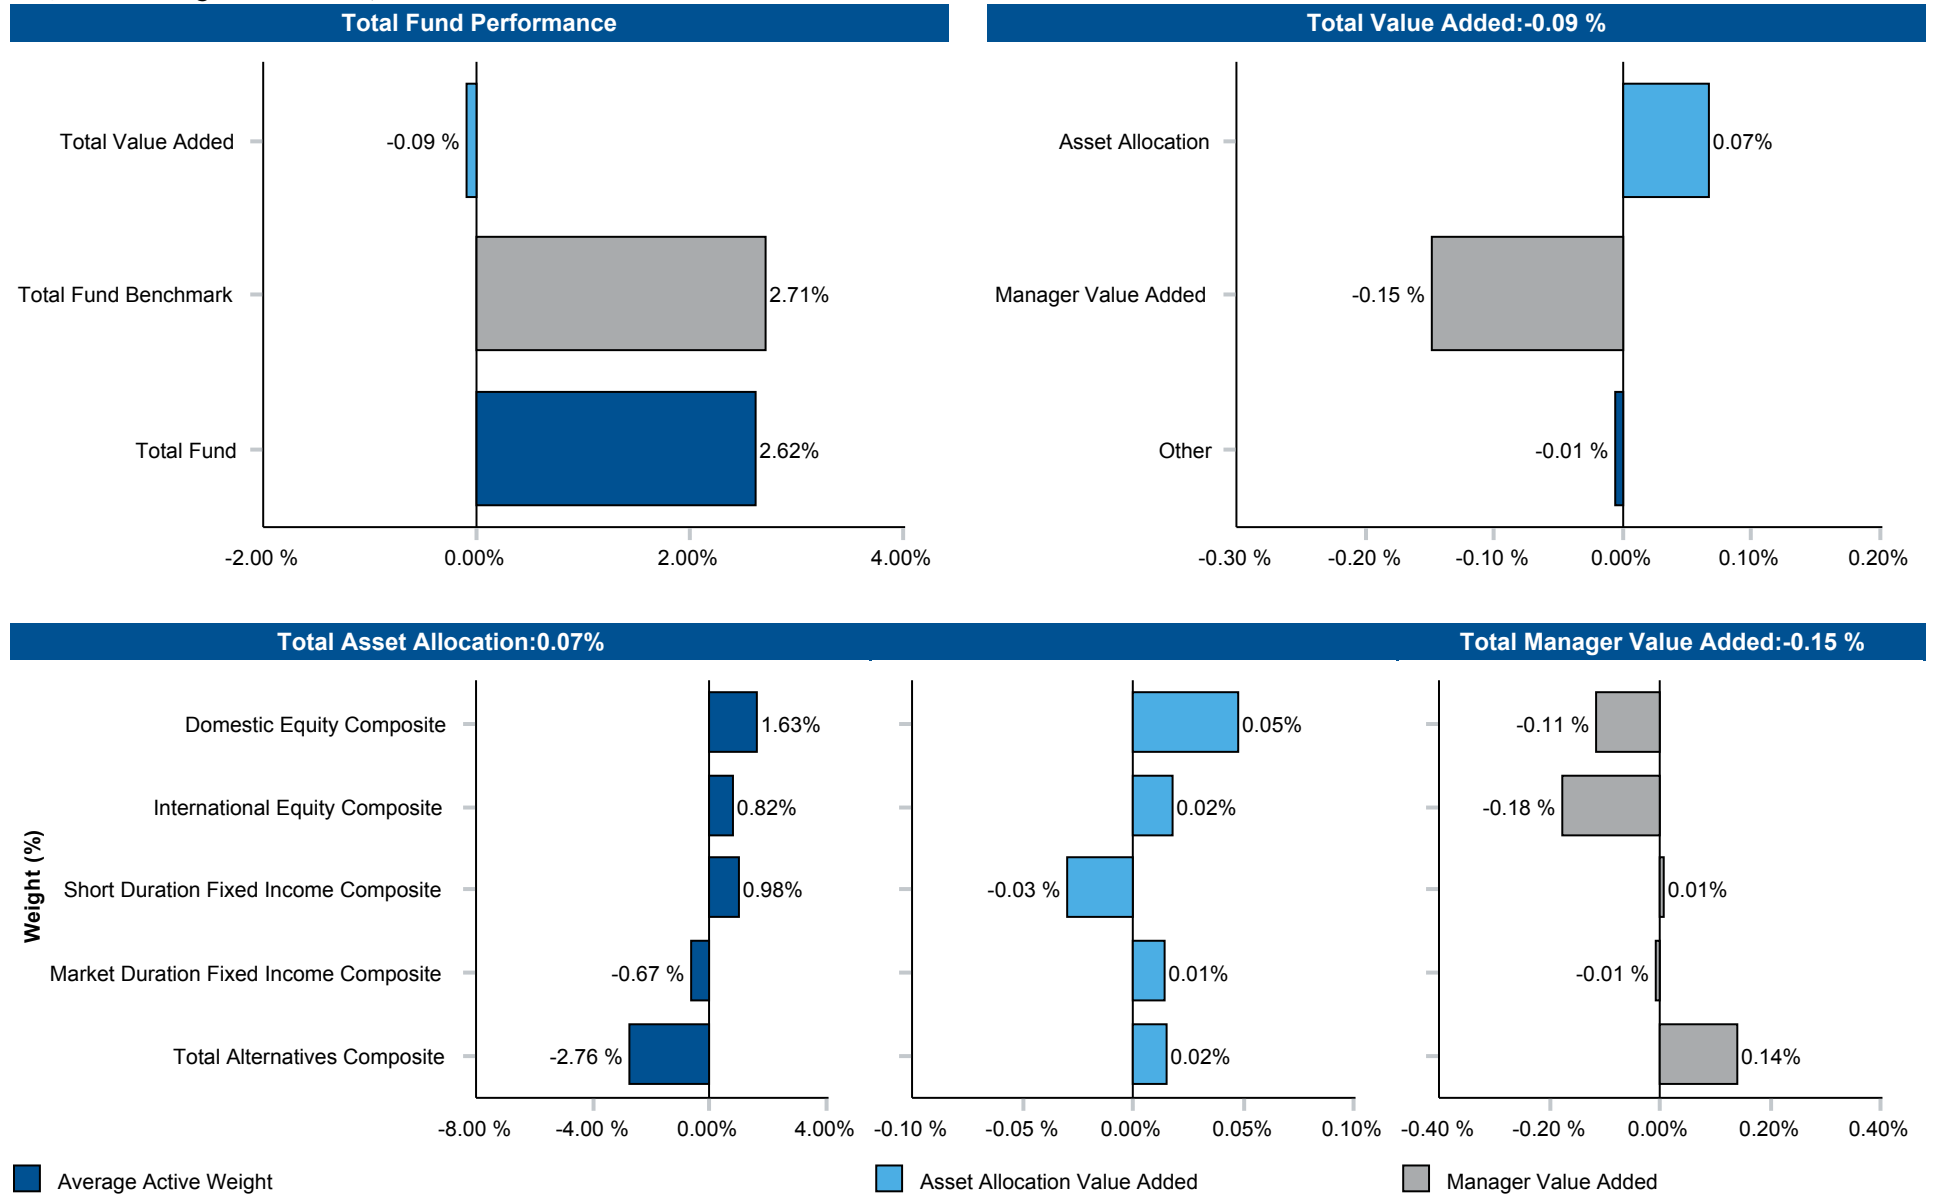 Total Fund Performance
Total Value Added:-0.09 %
Total Value Added
-0.09 %
Total Fund Benchmark
2.71%
Total Fund
2.62%
-2.00 % 0.00% 2.00% 4.00%
Asset Allocation
0.07%
Manager Value Added
-0.15 %
Other
-0.01 %
-0.30 % -0.20 % -0.10 % 0.00% 0.10% 0.20%
Total Asset Allocation:0.07%
Total Manager Value Added:-0.15 %
Weight (%)
Domestic Equity Composite 1.63% 0.05% -0.11 %
International Equity Composite 0.82% 0.02% -0.18 %
Short Duration Fixed Income Composite 0.98% -0.03 % 0.01%
Market Duration Fixed Income Composite -0.67 % 0.01% -0.01 %
Total Alternatives Composite -2.76 % 0.02% 0.14%
-8.00 % -4.00 % 0.00% 4.00% -0.10 % -0.05 % 0.00% 0.05% 0.10% -0.40 % -0.20 % 0.00% 0.20% 0.40%
Average Active Weight
Asset Allocation Value Added
Manager Value Added